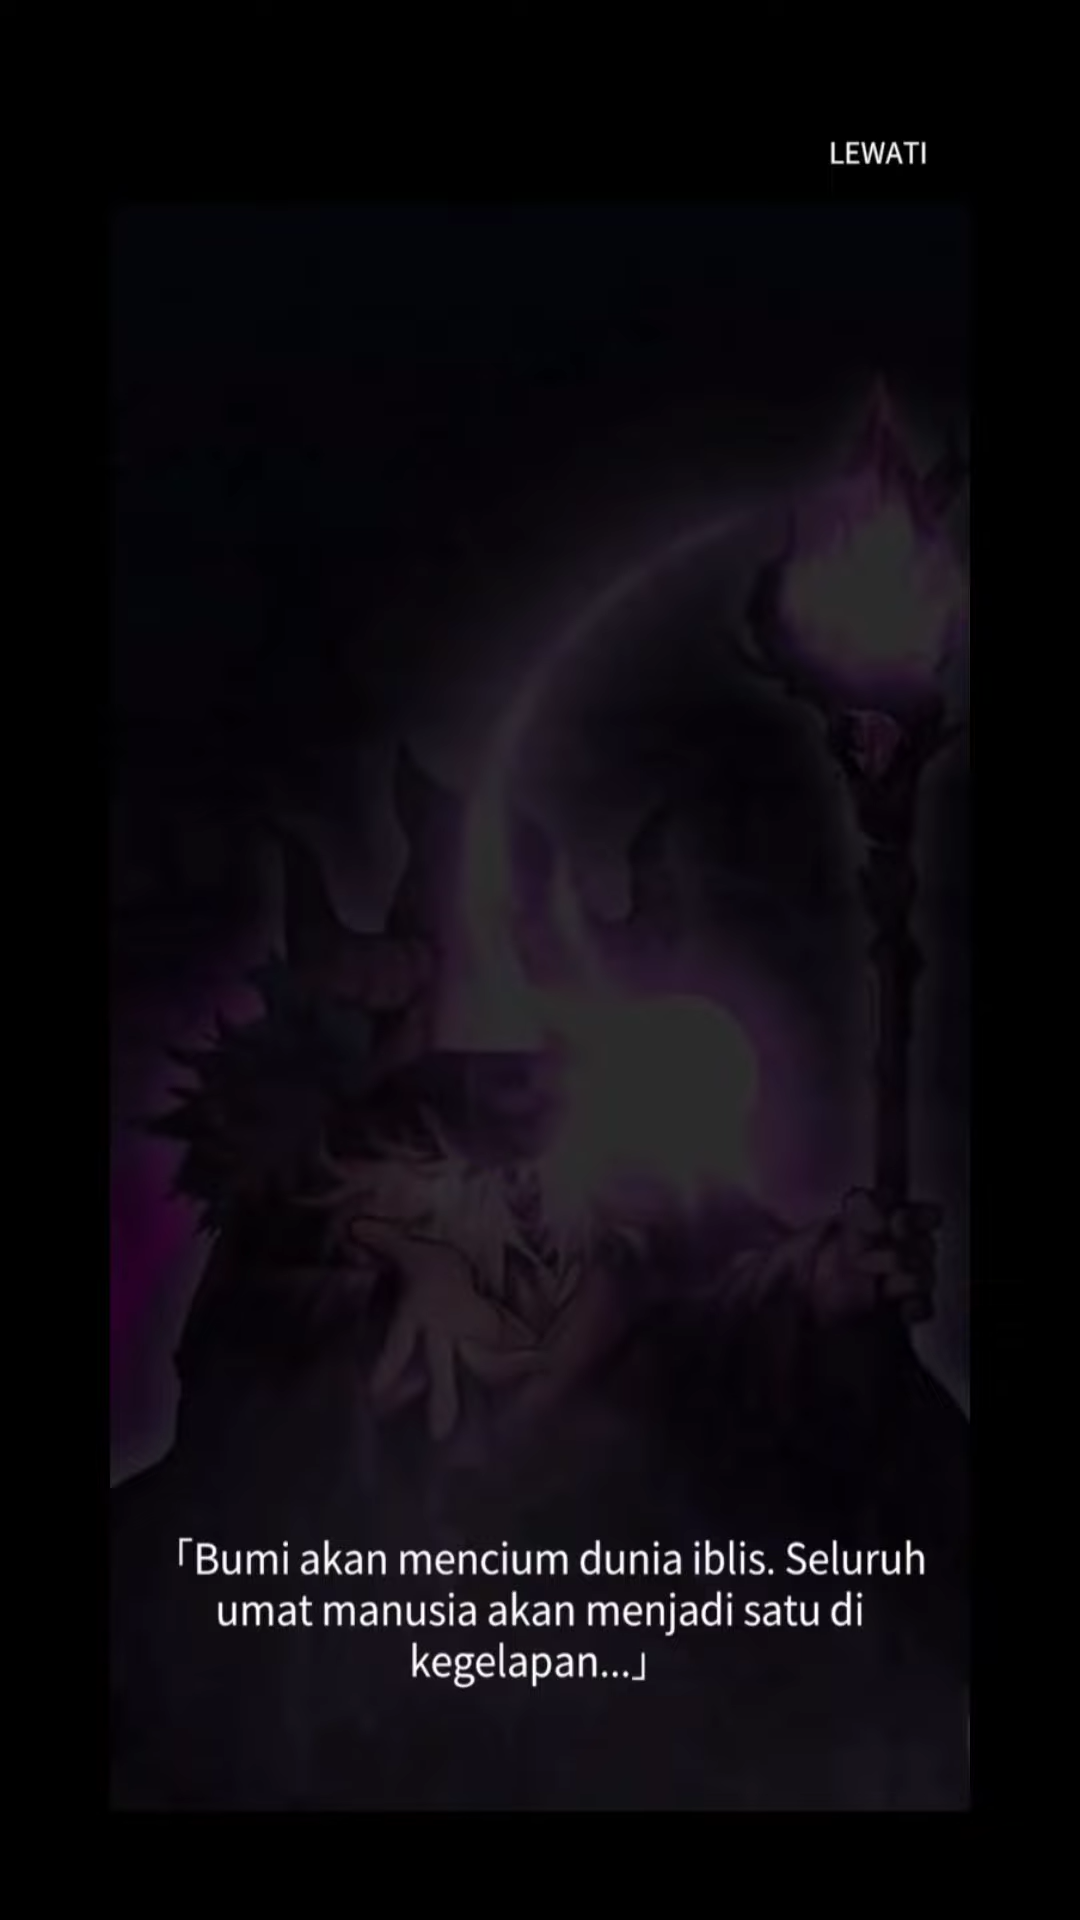 LEWATI
「Bumi akan mencium dunia iblis. Seluruh
umat manusia akan menjadi satu di
kegelapan...」